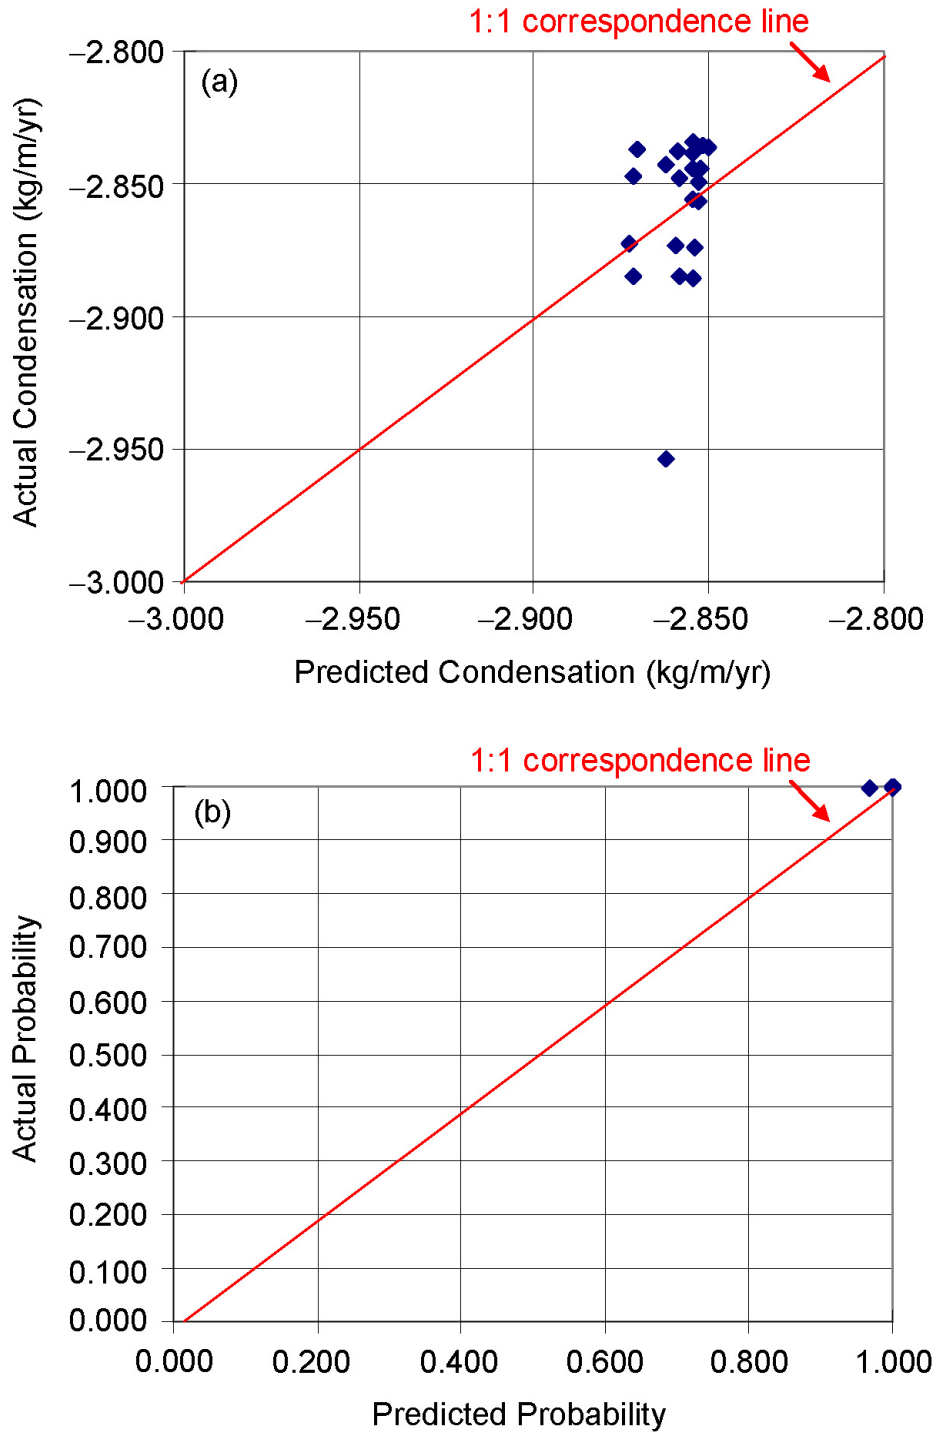 1:1 correspondence line
(a)
Actual Condensation (kg/m/yr)
–2.800
–2.850
–2.900
–2.950
–3.000
–3.000 –2.950 –2.900 –2.850 –2.800
Predicted Condensation (kg/m/yr)
1:1 correspondence line
(b)
Actual Probability
1.000
0.900
0.800
0.700
0.600
0.500
0.400
0.300
0.200
0.100
0.000
0.000 0.200 0.400 0.600 0.800 1.000
Predicted Probability